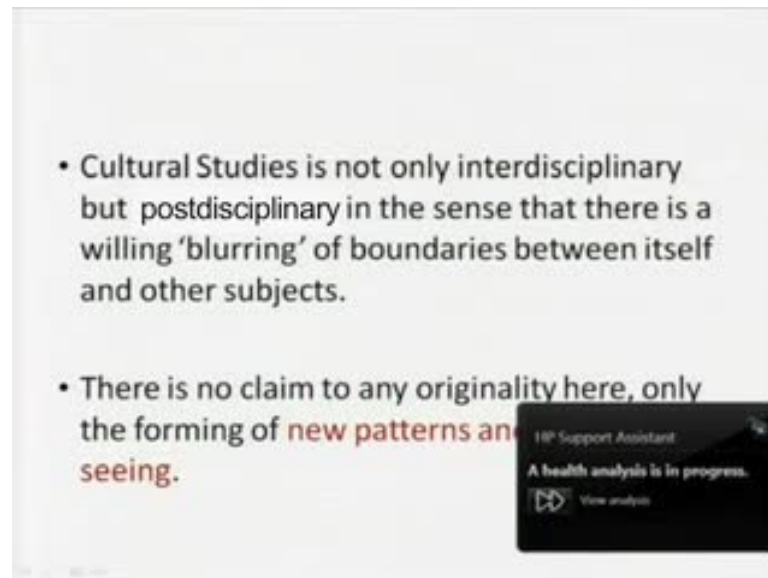 • Cultural Studies is not only interdisciplinary
but postdisciplinary in the sense that there is a
willing ‘blurring’ of boundaries between itself
and other subjects.
• There is no claim to any originality here, only
the forming of new patterns
seeing.
HP Support Assistant
A health analysis is in progress.
View analysis